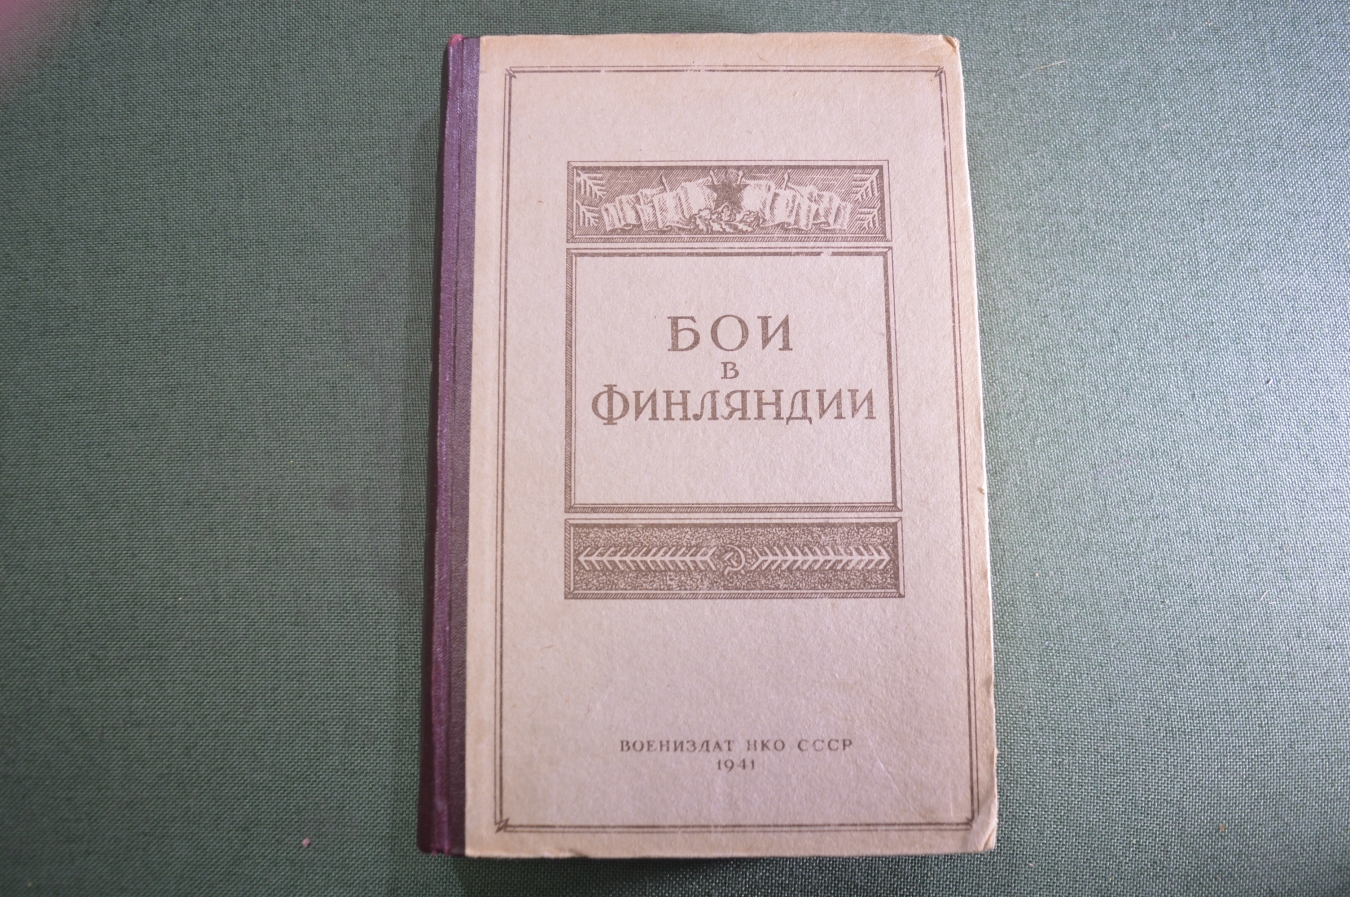 БОИ
В
ФИНЛЯНДИИ
ВОЕНИЗДАТ НКО СССР
1941